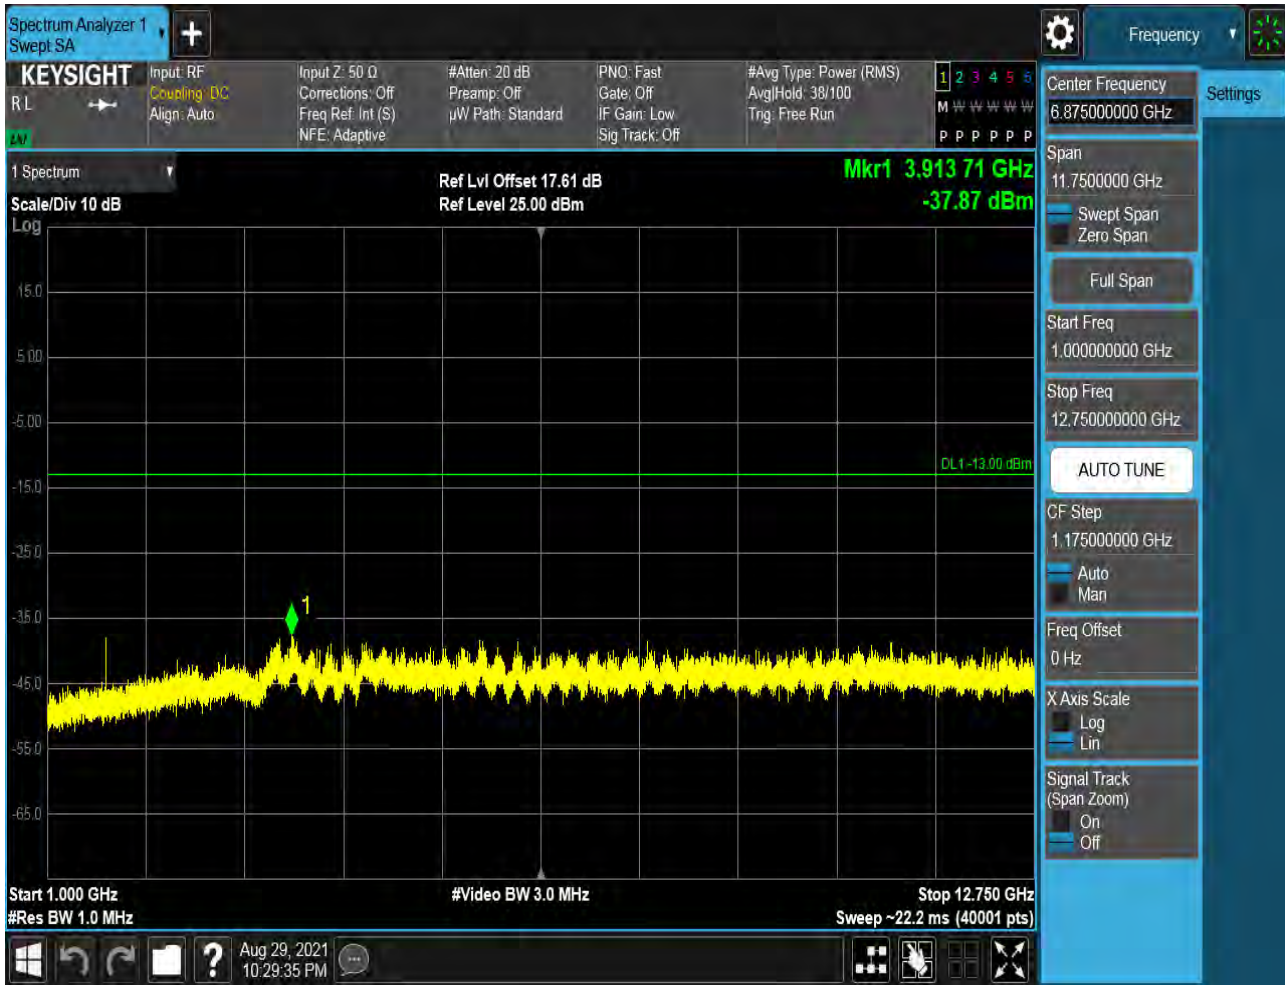 Spectrum Analyzer 1
Swept SA
Frequency
KEYSIGHT
R L
LNI
Input: RF
Coupling: DC
Align: Auto
Input Z: 50 Ω
Corrections: Off
Freq Ref: Int (S)
NFE: Adaptive
#Atten: 20 dB
Preamp: Off
µW Path: Standard
PNO: Fast
Gate: Off
IF Gain: Low
Sig Track: Off
#Avg Type: Power (RMS)
Avg|Hold: 38/100
Trig: Free Run
1 2 3 4 5 6
M W W W W W
P P P P P P
1 Spectrum
Scale/Div 10 dB
Log
Ref Lvl Offset 17.61 dB
Ref Level 25.00 dBm
Mkr1 3.913 71 GHz
-37.87 dBm
15.0
5.00
-5.00
-15.0
-25.0
-35.0
-45.0
-55.0
-65.0
DL1 -13.00 dBm
1
Start 1.000 GHz
#Res BW 1.0 MHz
#Video BW 3.0 MHz
Stop 12.750 GHz
Sweep ~22.2 ms (40001 pts)
Aug 29, 2021
10:29:35 PM
Center Frequency
6.875000000 GHz
Settings
Span
11.7500000 GHz
Swept Span
Zero Span
Full Span
Start Freq
1.000000000 GHz
Stop Freq
12.750000000 GHz
AUTO TUNE
CF Step
1.175000000 GHz
Auto
Man
Freq Offset
0 Hz
X Axis Scale
Log
Lin
Signal Track
(Span Zoom)
On
Off